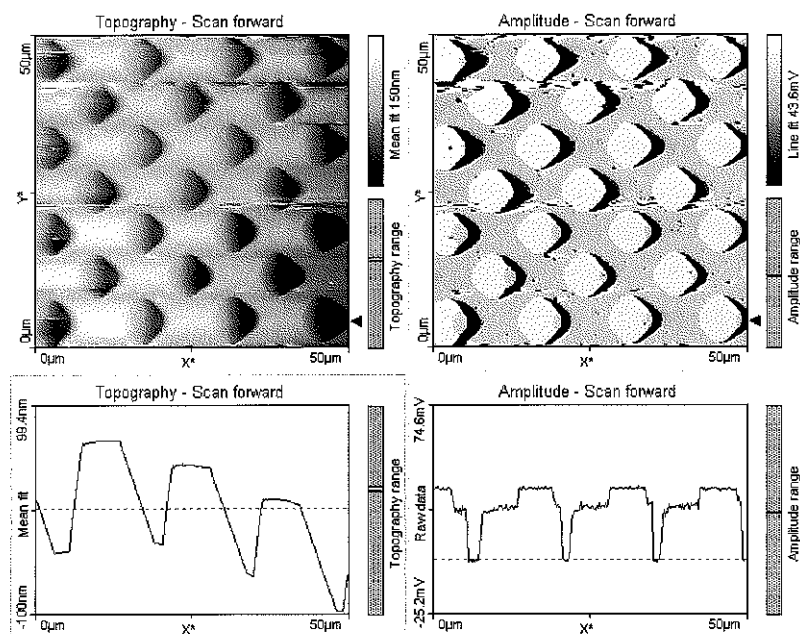 Topography - Scan forward
50µm
Y*
0µm
0µm
X*
50µm
Mean fit 150nm
Topography range
Amplitude - Scan forward
50µm
Y*
0µm
0µm
X*
50µm
Line fit 43.6mV
Amplitude range
Topography - Scan forward
99.4nm
Mean fit
-100nm
0µm
X*
50µm
Topography range
Amplitude - Scan forward
74.6mV
Raw data
-25.2mV
0µm
X*
50µm
Amplitude range